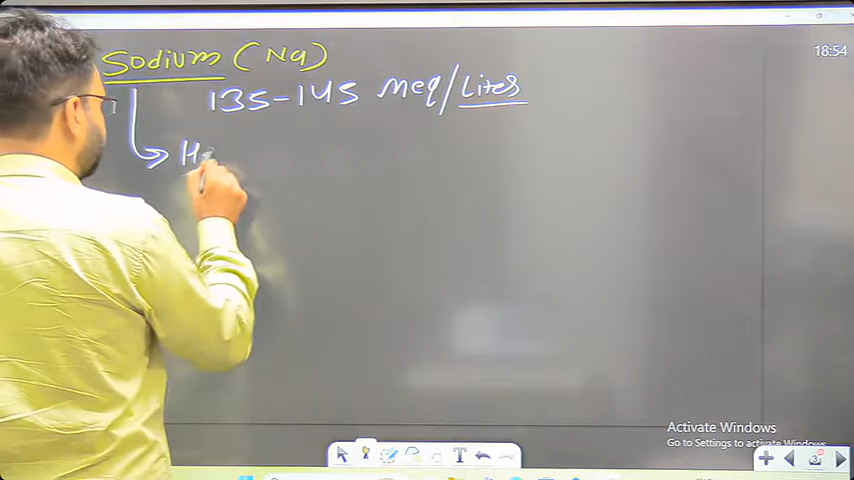 Sodium (Na)
18:54
135-145 meq/Liter
H
Activate Windows
Go to Settings to activate Windows.